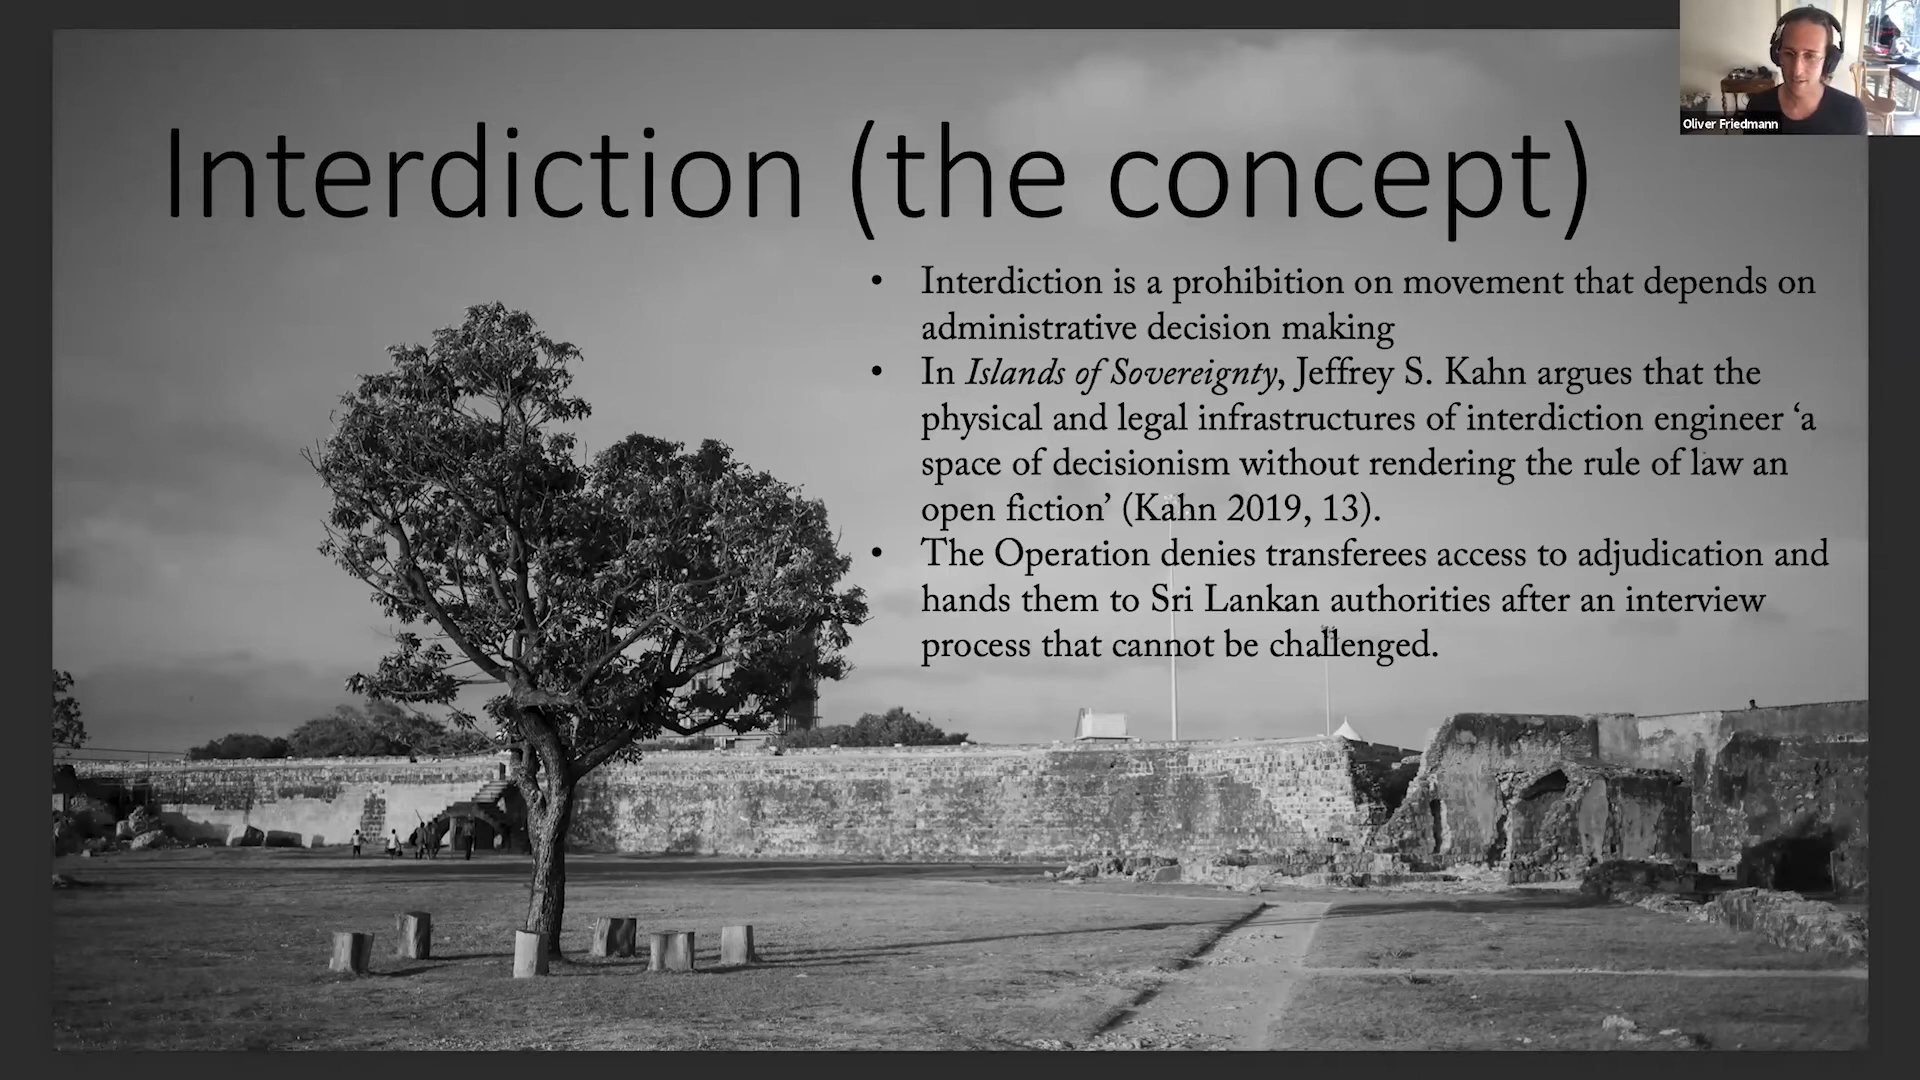 Oliver Friedmann
Interdiction (the concept)
• Interdiction is a prohibition on movement that depends on
administrative decision making
• In Islands of Sovereignty, Jeffrey S. Kahn argues that the
physical and legal infrastructures of interdiction engineer ‘a
space of decisionism without rendering the rule of law an
open fiction’ (Kahn 2019, 13).
• The Operation denies transferees access to adjudication and
hands them to Sri Lankan authorities after an interview
process that cannot be challenged.